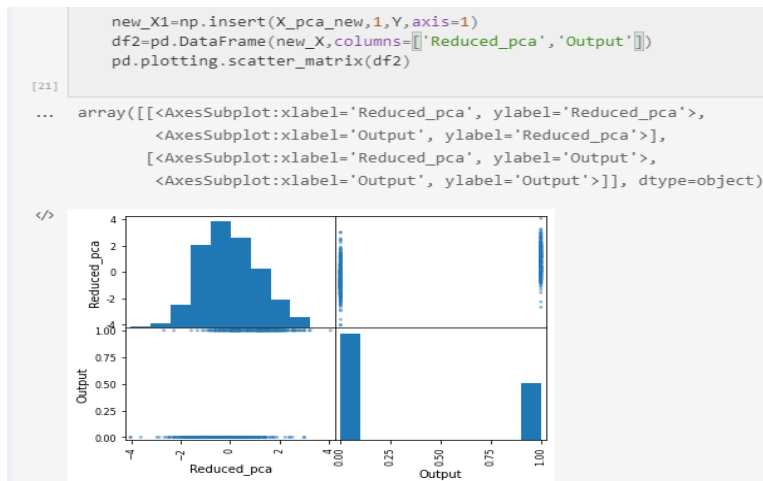 new_X1=np.insert(X_pca_new,1,Y,axis=1)
df2=pd.DataFrame(new_X,columns=['Reduced_pca','Output'])
pd.plotting.scatter_matrix(df2)
[21]
... array([[<AxesSubplot:xlabel='Reduced_pca', ylabel='Reduced_pca'>,
<AxesSubplot:xlabel='Output', ylabel='Reduced_pca'>],
[<AxesSubplot:xlabel='Reduced_pca', ylabel='Output'>,
<AxesSubplot:xlabel='Output', ylabel='Output'>]], dtype=object)
</>
4
2
0
-2
-4
Reduced_pca
1.00
0.75
0.50
0.25
0.00
Output
-4 -2 0 2 4 0.00 0.25 0.50 0.75 1.00
Reduced_pca Output